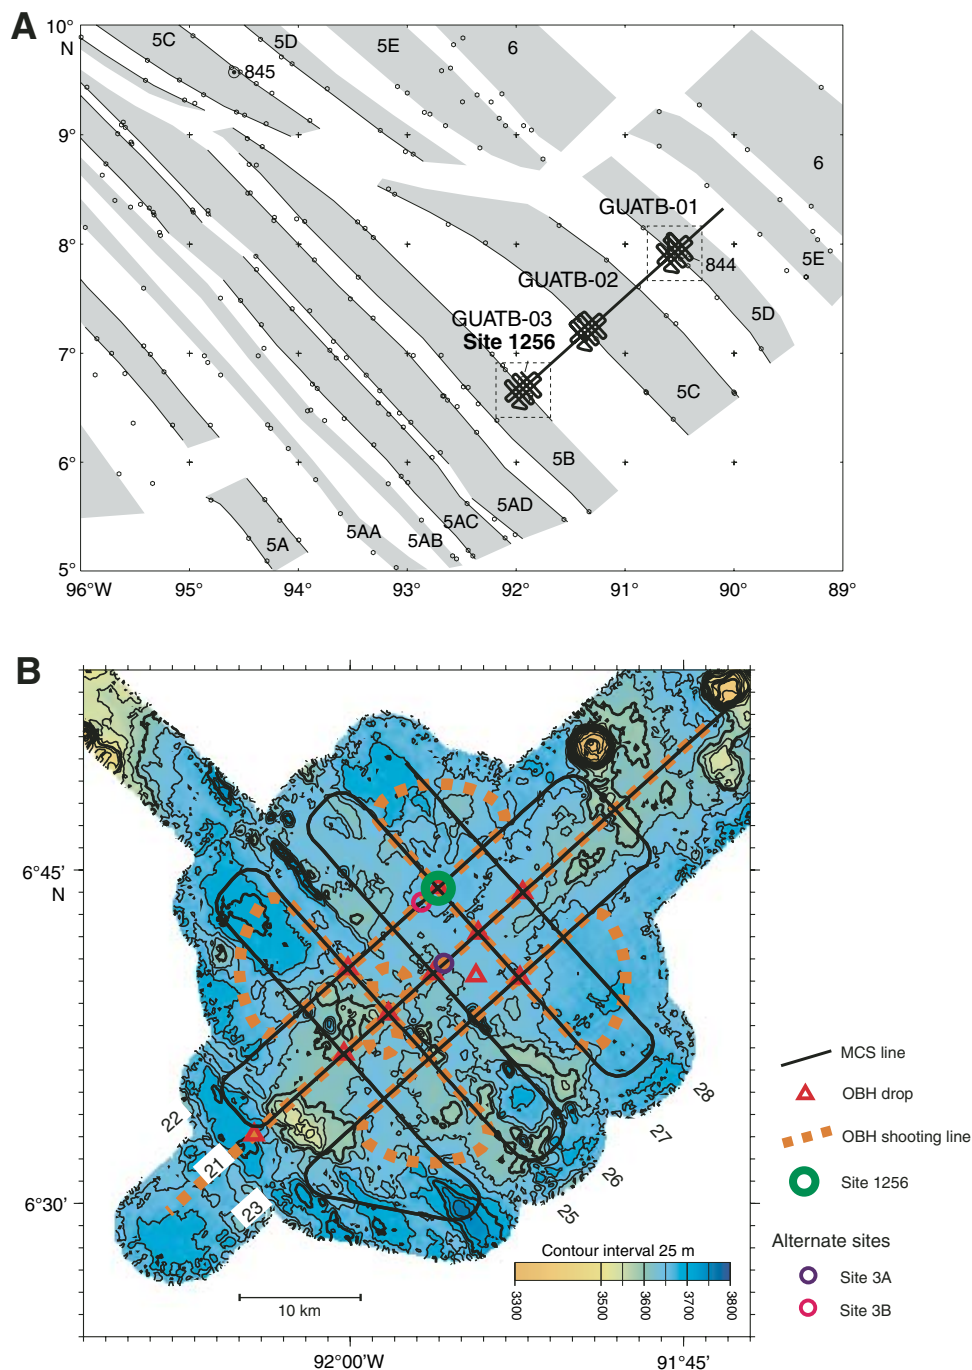 A
10°
N
9°
8°
7°
6°
5°
5C
5D
5E
6
845
6
GUATB-01
844
5E
GUATB-02
5D
GUATB-03
Site 1256
5C
5B
5AD
5AC
5AB
5AA
5A
96°W
95°
94°
93°
92°
91°
90°
89°
B
6°45'
N
6°30'
22
21
23
25
26
27
28
Contour interval 25 m
3300
3500
3600
3700
3800
10 km
92°00'W
91°45'
MCS line
OBH drop
OBH shooting line
Site 1256
Alternate sites
Site 3A
Site 3B